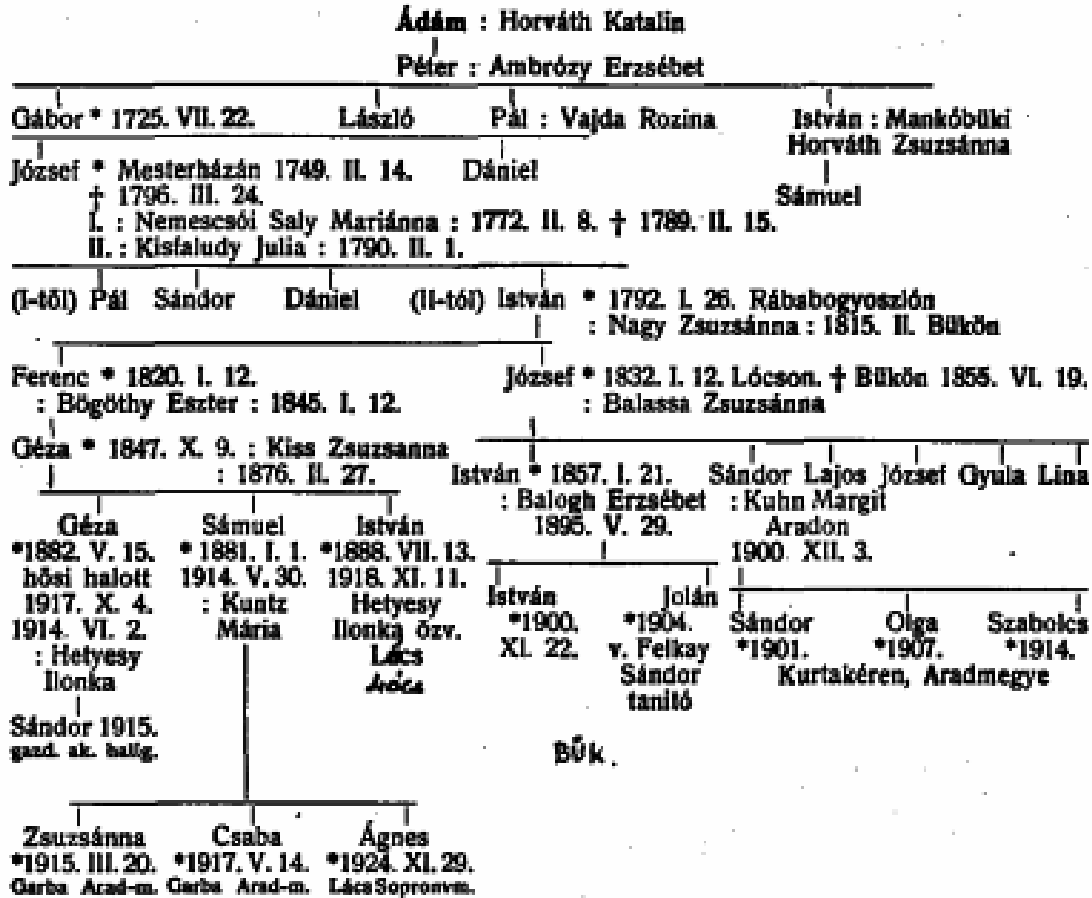 Ádám : Horváth Katalin
Péter : Ambrózy Erzsébet
Gábor * 1725. VII. 22. László Pál : Vajda Rozina István : Mankóbüki
Horváth Zsuzsánna
József * Mesterházán 1749. II. 14. Dániel
† 1796. III. 24. Sámuel
I. : Nemescsói Saly Mariánna : 1772. II. 8. † 1789. II. 15.
II. : Kisfaludy Julia : 1790. II. 1.
(I-től) Pál Sándor Dániel (II-tól) István * 1792. I. 26. Rábabogyoszlón
: Nagy Zsuzsánna : 1815. II. Bükön
Ferenc * 1820. I. 12. József * 1832. I. 12. Lócson. † Bükön 1855. VI. 19.
: Bögöthy Eszter : 1845. I. 12. : Balassa Zsuzsánna
Géza * 1847. X. 9. : Kiss Zsuzsanna
: 1876. II. 27. István * 1857. I. 21. Sándor Lajos József Gyula Lina
: Balogh Erzsébet : Kuhn Margit
Géza Sámuel István 1895. V. 29. Aradon
*1882. V. 15. * 1881. I. 1. *1888. VII. 13. 1900. XII. 3.
hősi halott 1914. V. 30. 1918. XI. 11.
1917. X. 4. : Kuntz Hetyesy István Jolán Sándor Olga Szabolcs
1914. VI. 2. Mária Ilonka özv. *1900. *1904. *1901. *1907. *1914.
: Hetyesy Lócs XI. 22. v. Felkay Kurtakéren, Aradmegye
Ilonka Lócs Sándor
tanító
Sándor 1915.
gazd. ak. hallg.
BÜK.
Zsuzsánna Csaba Ágnes
*1915. III. 20. *1917. V. 14. *1924. XI. 29.
Garba Arad-m. Garba Arad-m. Lócs Sopronvm.